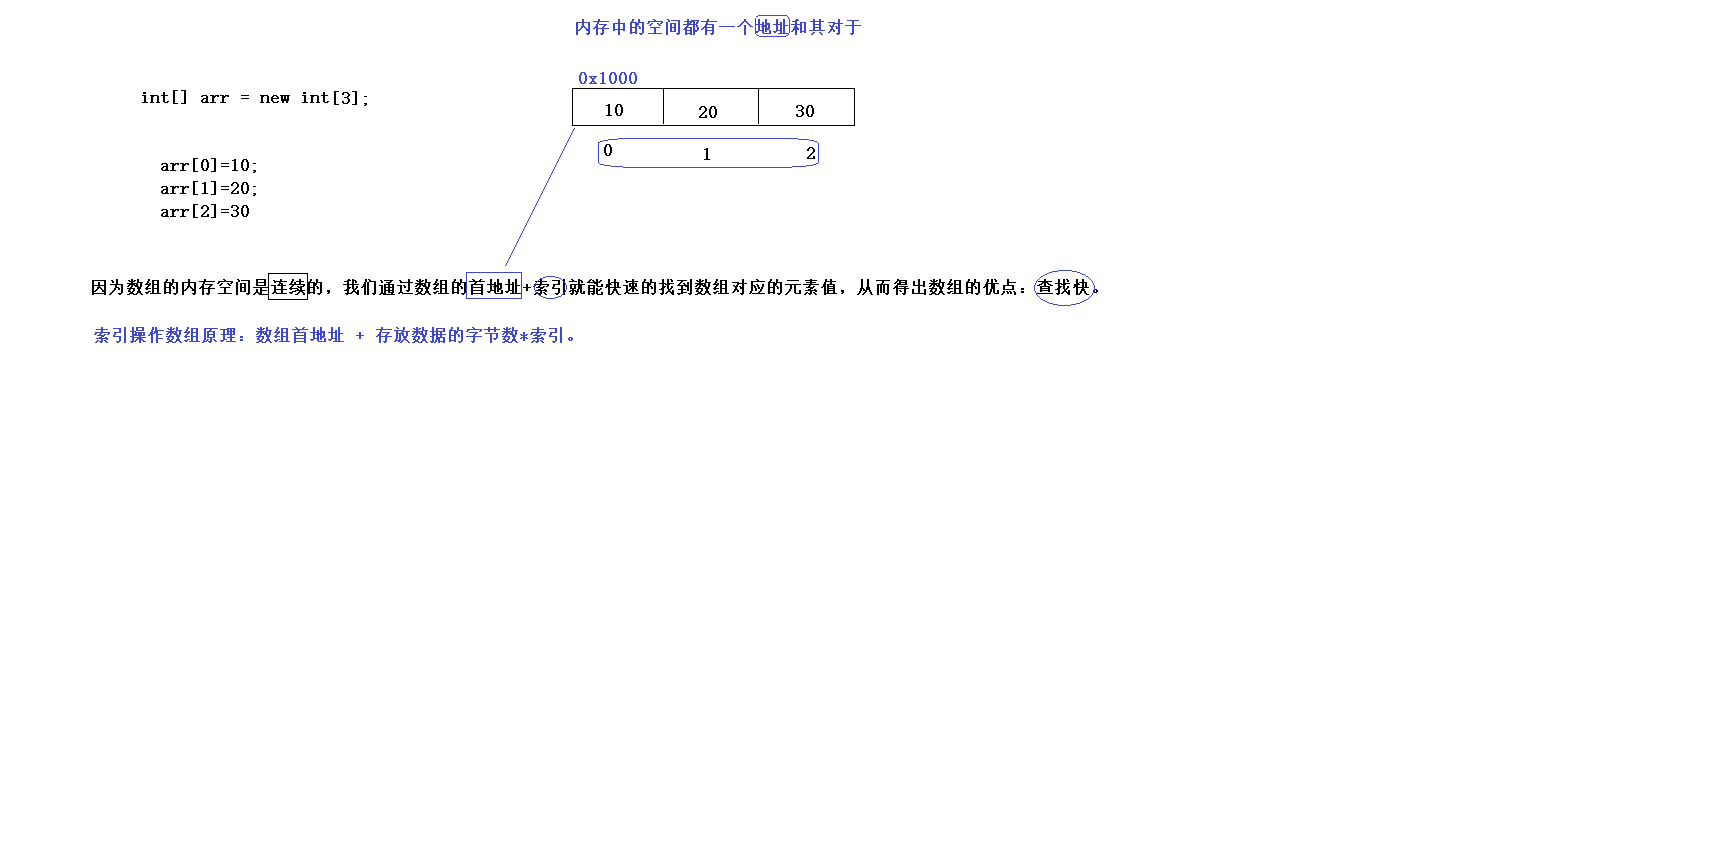 内存中的空间都有一个地址和其对于
0x1000
int[] arr = new int[3];
10 20 30
0 1 2
arr[0]=10;
arr[1]=20;
arr[2]=30
因为数组的内存空间是连续的，我们通过数组的首地址+索引就能快速的找到数组对应的元素值，从而得出数组的优点：查找快。
索引操作数组原理：数组首地址 + 存放数据的字节数*索引。